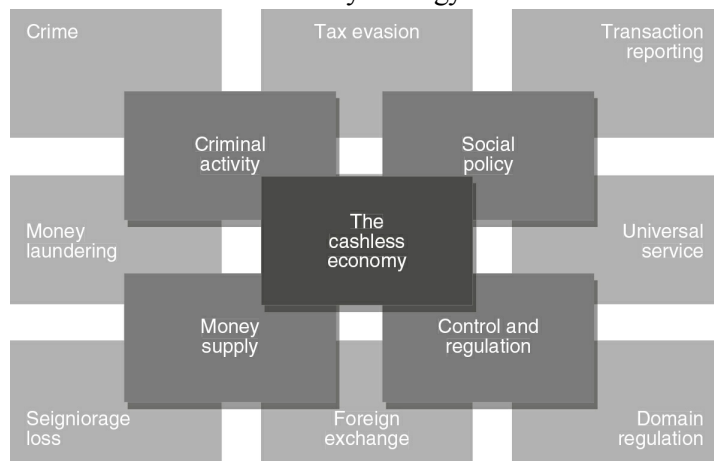 Crime
Tax evasion
Transaction
reporting
Criminal
activity
Social
policy
The
cashless
economy
Money
laundering
Universal
service
Money
supply
Control and
regulation
Seigniorage
loss
Foreign
exchange
Domain
regulation